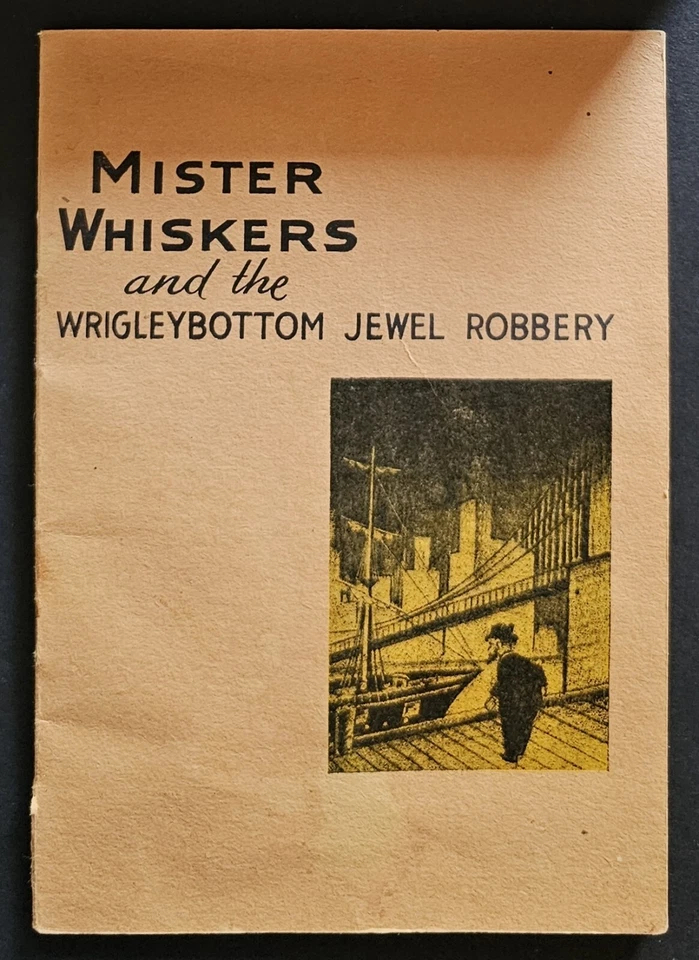 MISTER
WHISKERS
and the
WRIGLEYBOTTOM JEWEL ROBBERY